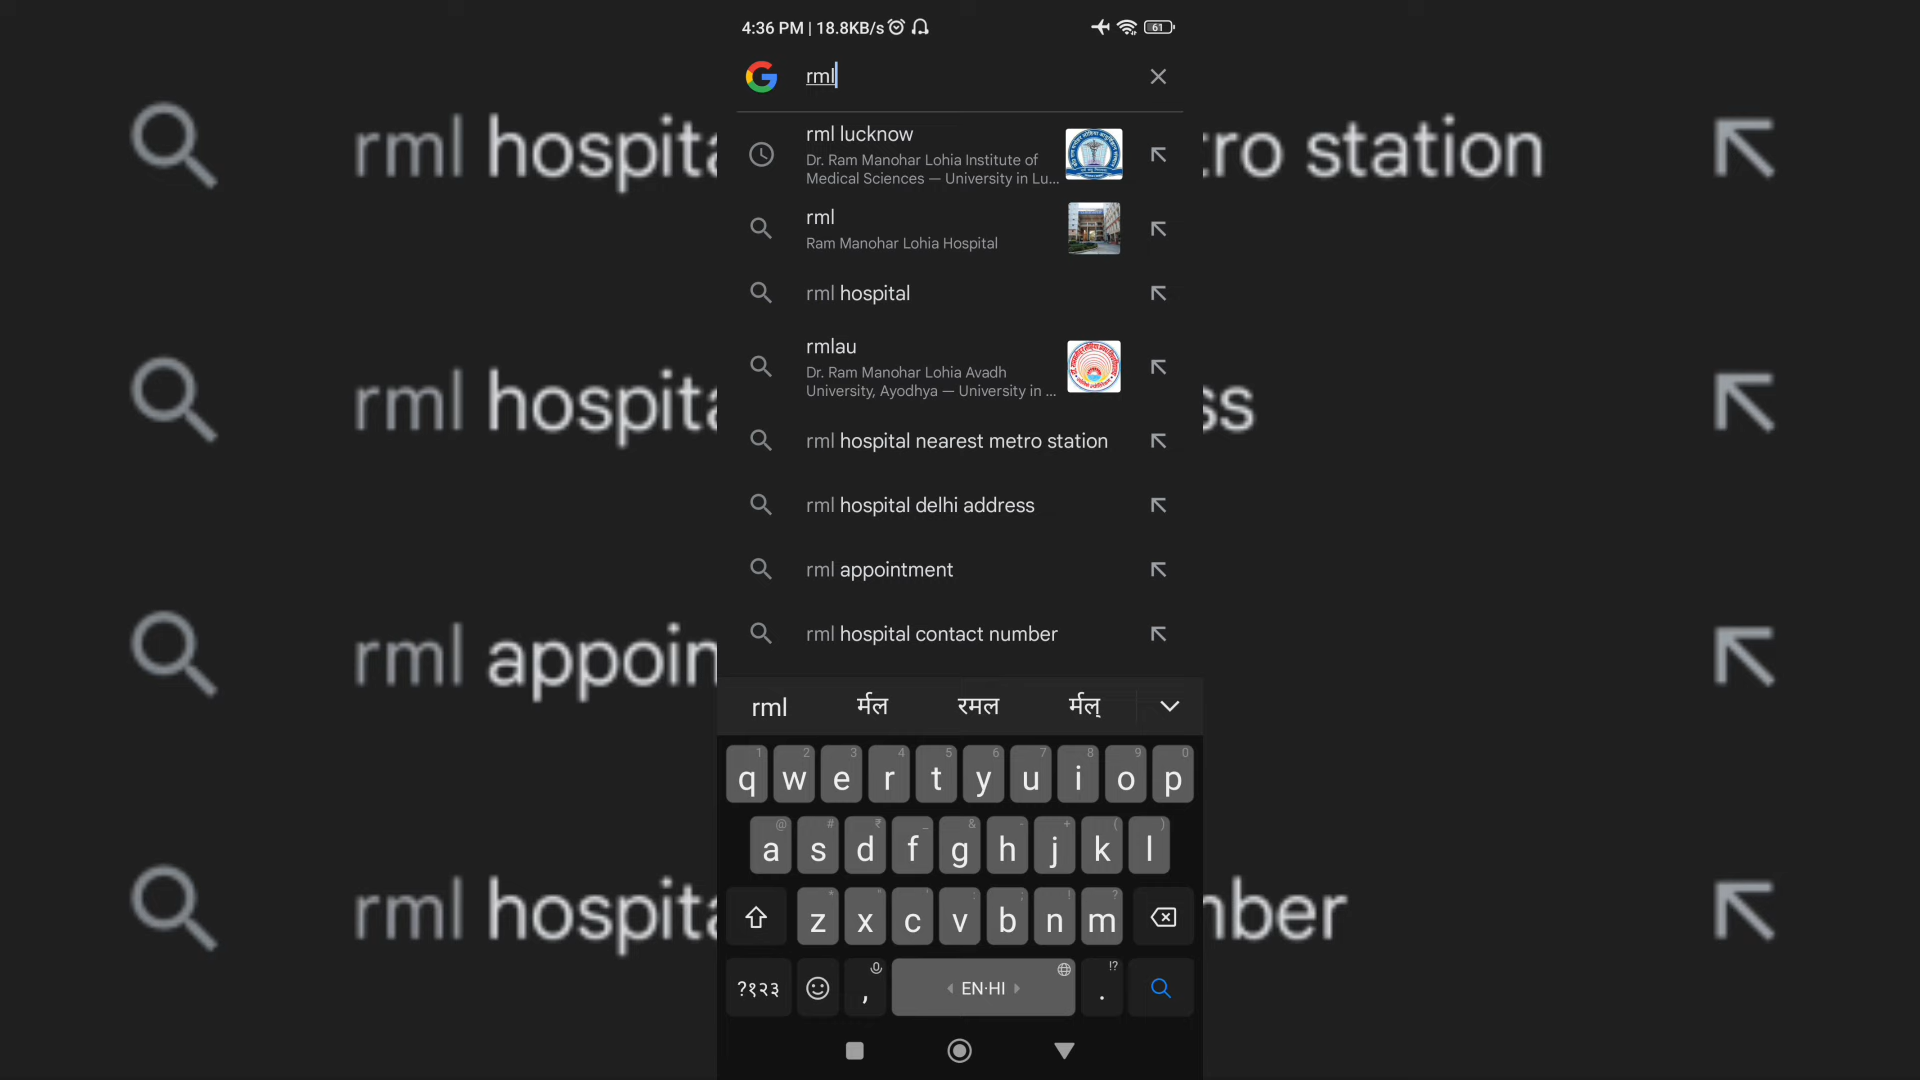 4:36 PM | 18.8KB/s
61
rml
rml lucknow
Dr. Ram Manohar Lohia Institute of
Medical Sciences — University in Lu...
rml
Ram Manohar Lohia Hospital
rml hospital
rmlau
Dr. Ram Manohar Lohia Avadh
University, Ayodhya — University in ...
rml hospital nearest metro station
rml hospital delhi address
rml appointment
rml hospital contact number
rml र्मल रमल र्मल्
1 2 3 4 5 6 7 8 9 0
q w e r t y u i o p
@ # ₹ _ & - + ( )
a s d f g h j k l
* " ' : ; ! ?
z x c v b n m
!?
?१२३ , EN·HI .
rml hospita
tro station
rml hospita
ss
rml appoin
rml hospita
mber